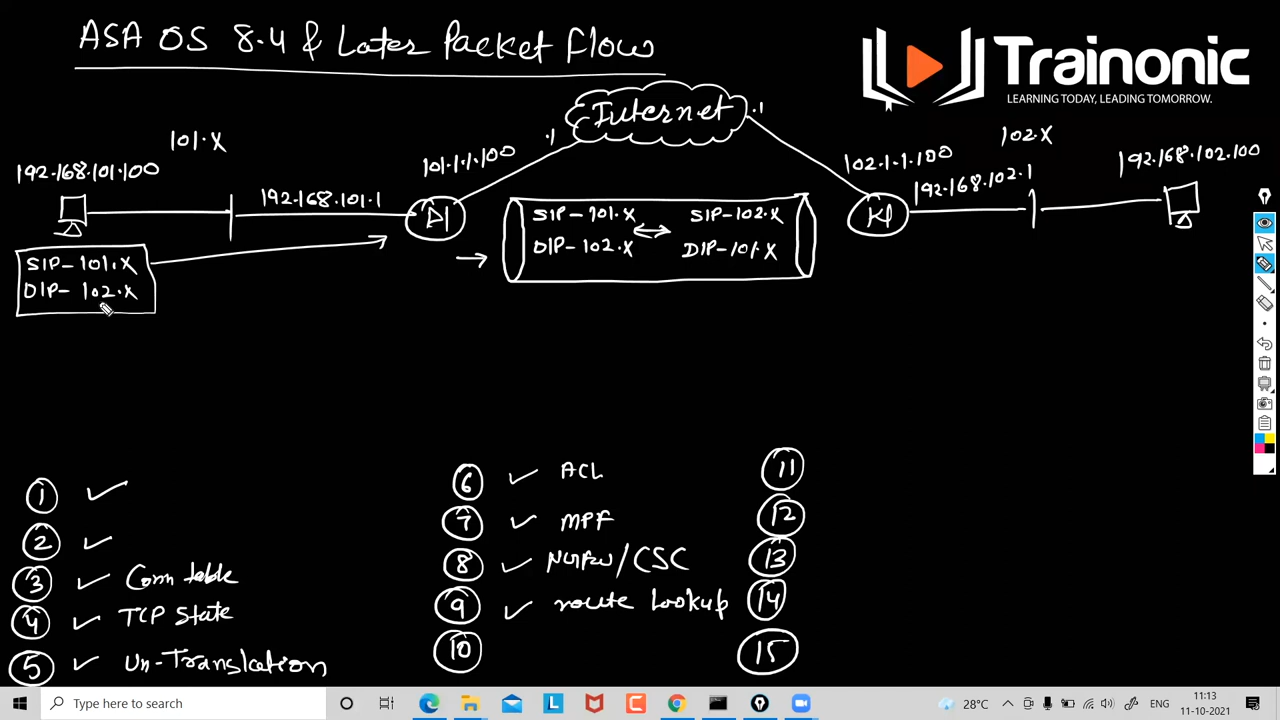 ASA OS 8.4 & Later Packet Flow
Trainonic
LEARNING TODAY, LEADING TOMORROW.
Internet
.1
.1
101.X
102.X
192.168.101.100
101.1.1.100
102.1.1.100
192.168.102.100
192.168.101.1
192.168.102.1
SIP- 101.X
DIP- 102.X
SIP- 101.X
DIP- 102.X
SIP-102.X
DIP-101.X
1
2
3 Conn table
4 TCP State
5 Un-Translation
6 ACL
7 MPF
8 /CSC
9 route Lookup
10
11
12
13
14
15
Type here to search
L
28°C
ENG
11:13
11-10-2021